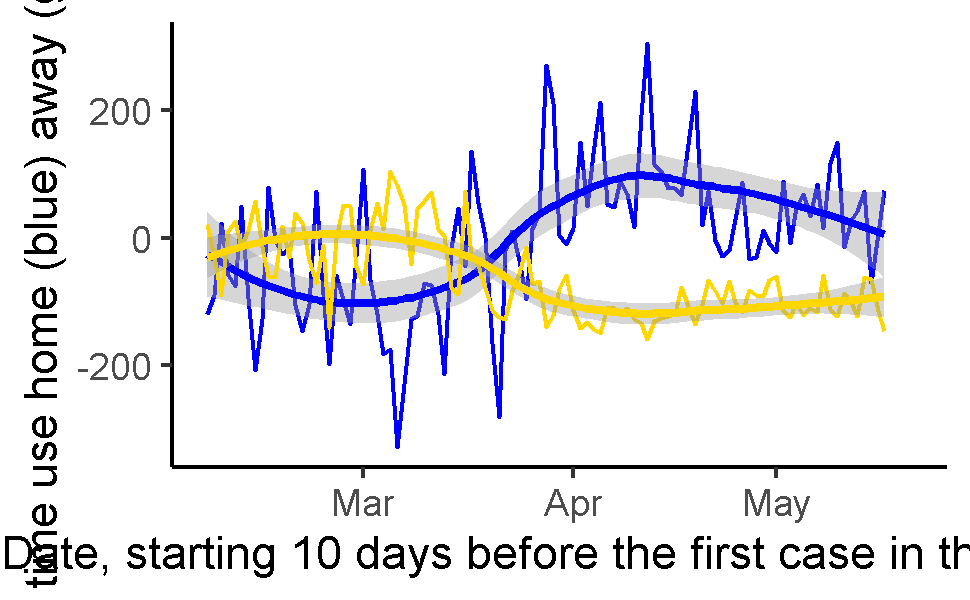 time use home (blue) away (
200
0
-200
Mar Apr May
Date, starting 10 days before the first case in th